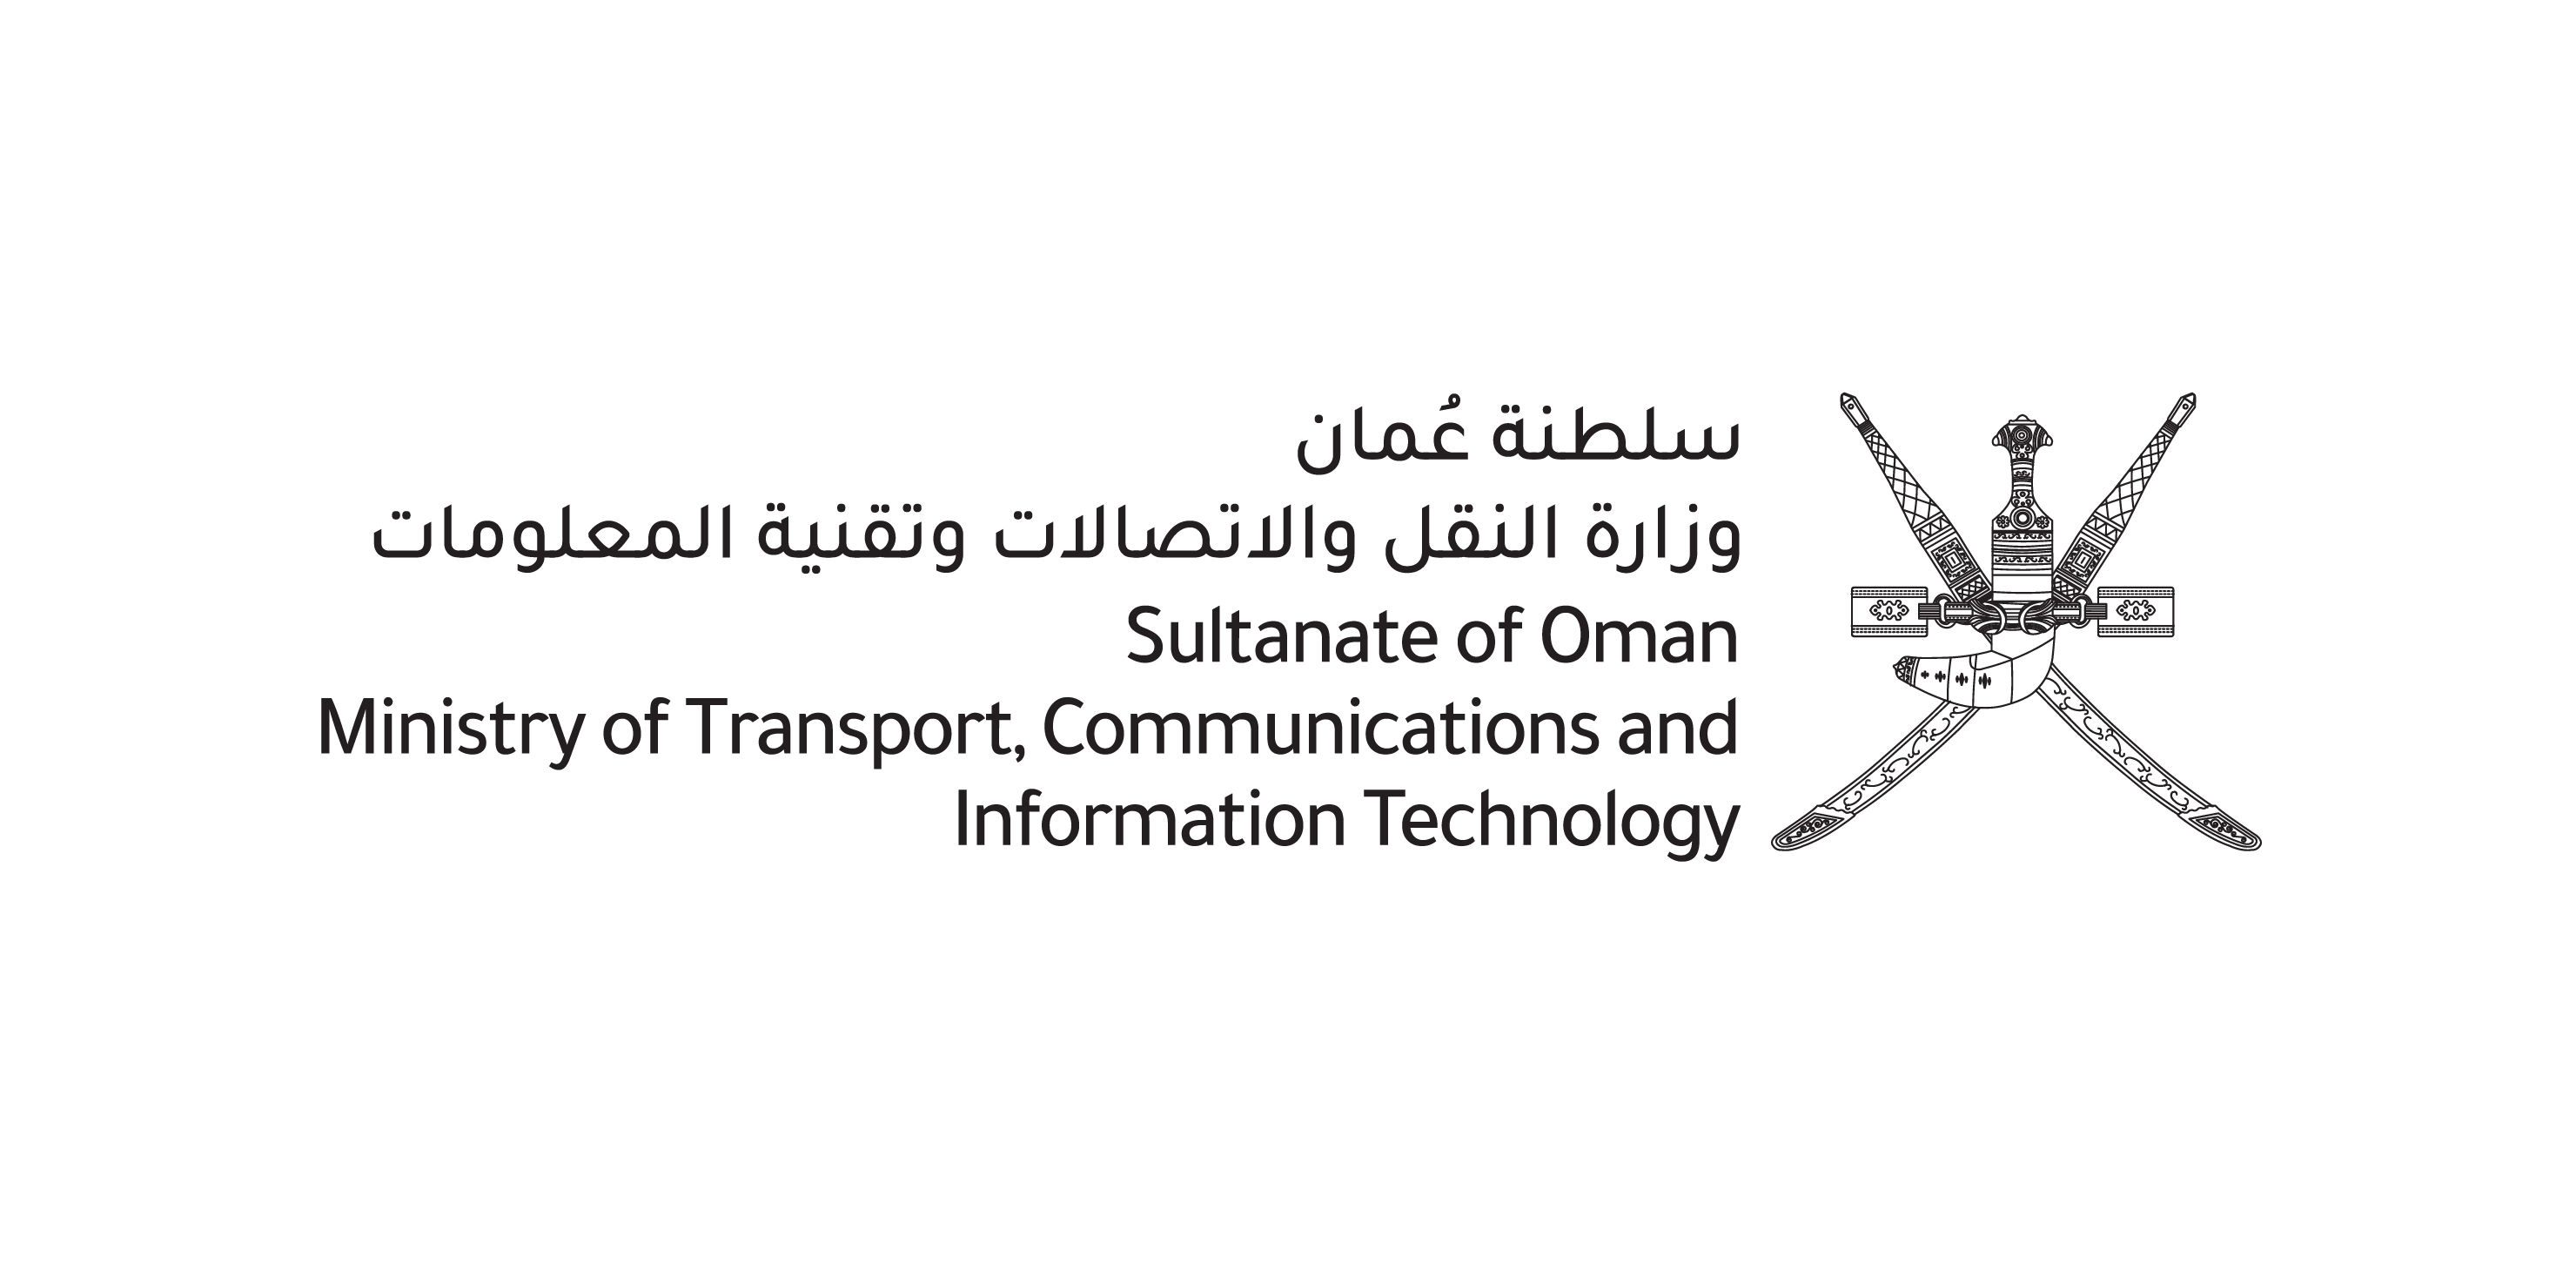 سلطنة عُمان
وزارة النقل والاتصالات وتقنية المعلومات
Sultanate of Oman
Ministry of Transport, Communications and
Information Technology